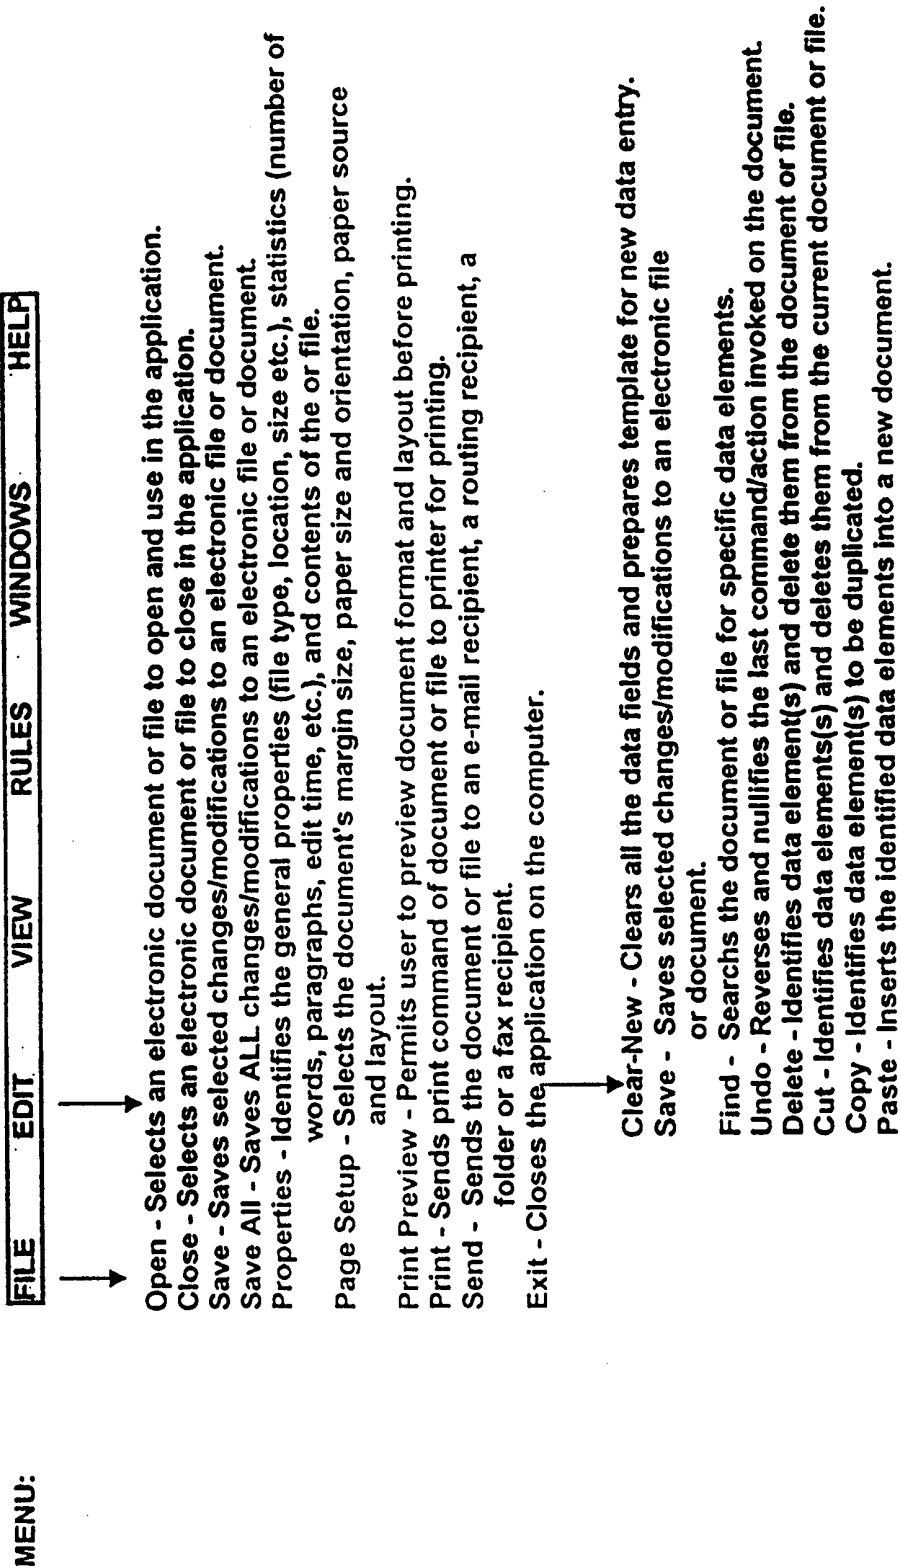 MENU:
FILE EDIT VIEW RULES WINDOWS HELP
Open - Selects an electronic document or file to open and use in the application.
Close - Selects an electronic document or file to close in the application.
Save - Saves selected changes/modifications to an electronic file or document.
Save All - Saves ALL changes/modifications to an electronic file or document.
Properties - Identifies the general properties (file type, location, size etc.), statistics (number of
words, paragraphs, edit time, etc.), and contents of the or file.
Page Setup - Selects the document's margin size, paper size and orientation, paper source
and layout.
Print Preview - Permits user to preview document format and layout before printing.
Print - Sends print command of document or file to printer for printing.
Send - Sends the document or file to an e-mail recipient, a routing recipient, a
folder or a fax recipient.
Exit - Closes the application on the computer.
Clear-New - Clears all the data fields and prepares template for new data entry.
Save - Saves selected changes/modifications to an electronic file
or document.
Find - Searchs the document or file for specific data elements.
Undo - Reverses and nullifies the last command/action invoked on the document.
Delete - Identifies data element(s) and delete them from the document or file.
Cut - Identifies data elements(s) and deletes them from the current document or file.
Copy - Identifies data element(s) to be duplicated.
Paste - Inserts the identified data elements into a new document.